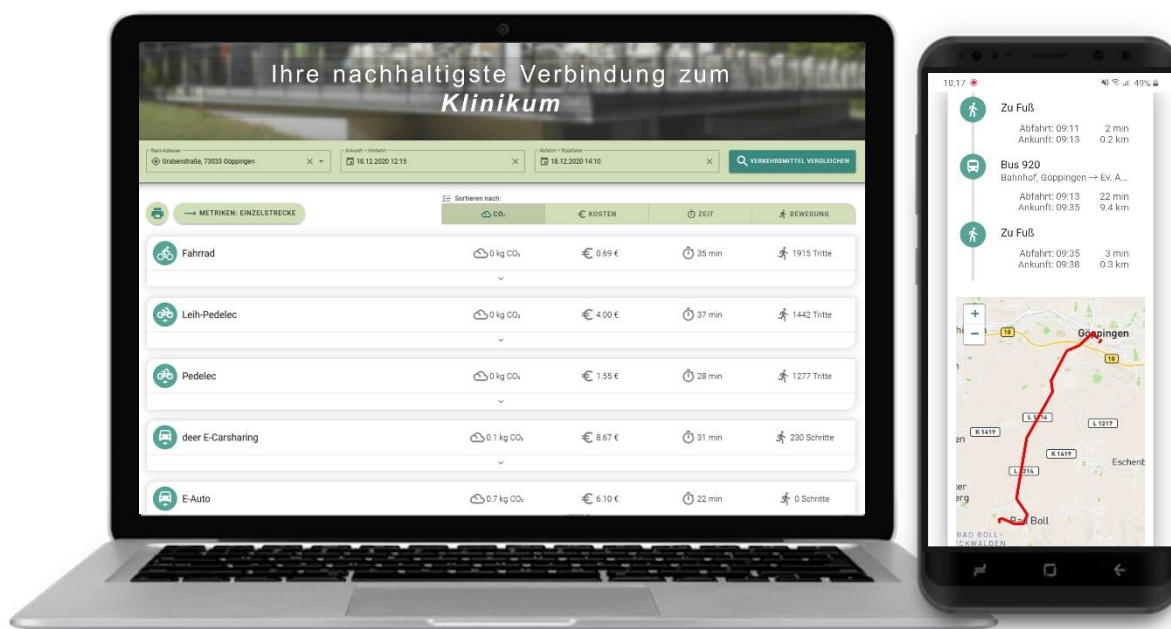 Ihre nachhaltigste Verbindung zum
Klinikum
Start-Adresse
Grabenstraße, 73033 Göppingen
Ankunft – Hinfahrt
18.12.2020 12:15
Abfahrt – Rückfahrt
18.12.2020 14:10
VERKEHRSMITTEL VERGLEICHEN
Sortieren nach:
METRIKEN: EINZELSTRECKE
CO₂
€ KOSTEN
ZEIT
BEWEGUNG
Fahrrad 0 kg CO₂ € 0.69 € 35 min 1915 Tritte
Leih-Pedelec 0 kg CO₂ € 4.00 € 37 min 1442 Tritte
Pedelec 0 kg CO₂ € 1.55 € 28 min 1277 Tritte
deer E-Carsharing 0.1 kg CO₂ € 8.67 € 31 min 230 Schritte
E-Auto 0.7 kg CO₂ € 6.10 € 22 min 0 Schritte
10:17 49%
Zu Fuß
Abfahrt: 09:11 2 min
Ankunft: 09:13 0.2 km
Bus 920
Bahnhof, Göppingen → Ev. A...
Abfahrt: 09:13 22 min
Ankunft: 09:35 9.4 km
Zu Fuß
Abfahrt: 09:35 3 min
Ankunft: 09:38 0.3 km
+
−
10
Göppingen
10
L 1214
L 1217
K 1419
K 1419
Eschenb
L 1214
Bad Boll
BAD BOLL-
ECKWÄLDEN